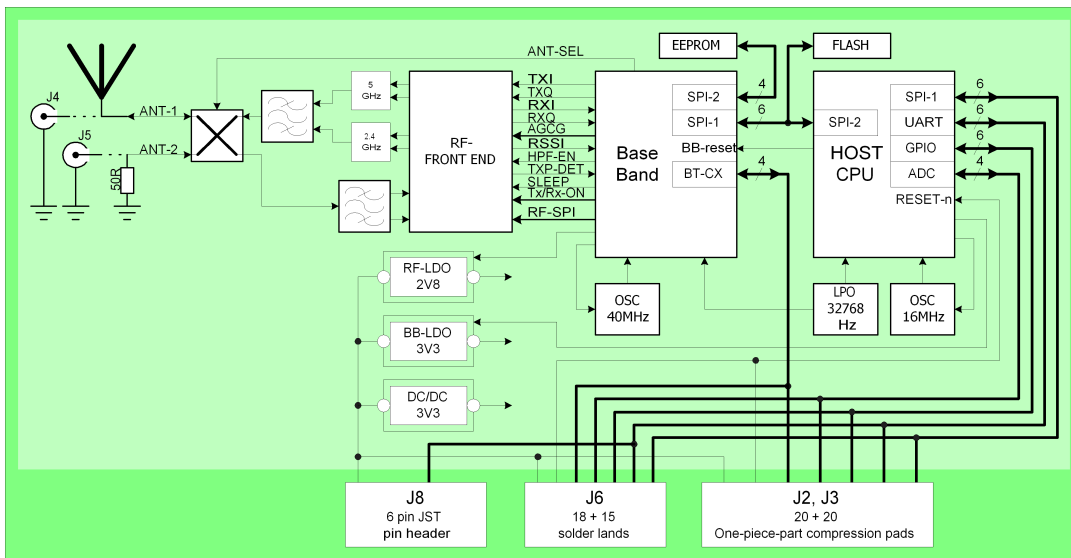 EEPROM
FLASH
ANT-SEL
J4
ANT-1
J5
ANT-2
50R
5
GHz
2.4
GHz
RF-
FRONT END
TXI
TXQ
RXI
RXQ
AGCG
RSSI
HPF-EN
TXP-DET
SLEEP
Tx/Rx-ON
RF-SPI
Base
Band
SPI-2
SPI-1
BB-reset
BT-CX
4
6
4
SPI-2
HOST
CPU
SPI-1
UART
GPIO
ADC
RESET-n
6
6
6
4
RF-LDO
2V8
BB-LDO
3V3
DC/DC
3V3
OSC
40MHz
LPO
32768
Hz
OSC
16MHz
J8
6 pin JST
pin header
J6
18 + 15
solder lands
J2, J3
20 + 20
One-piece-part compression pads